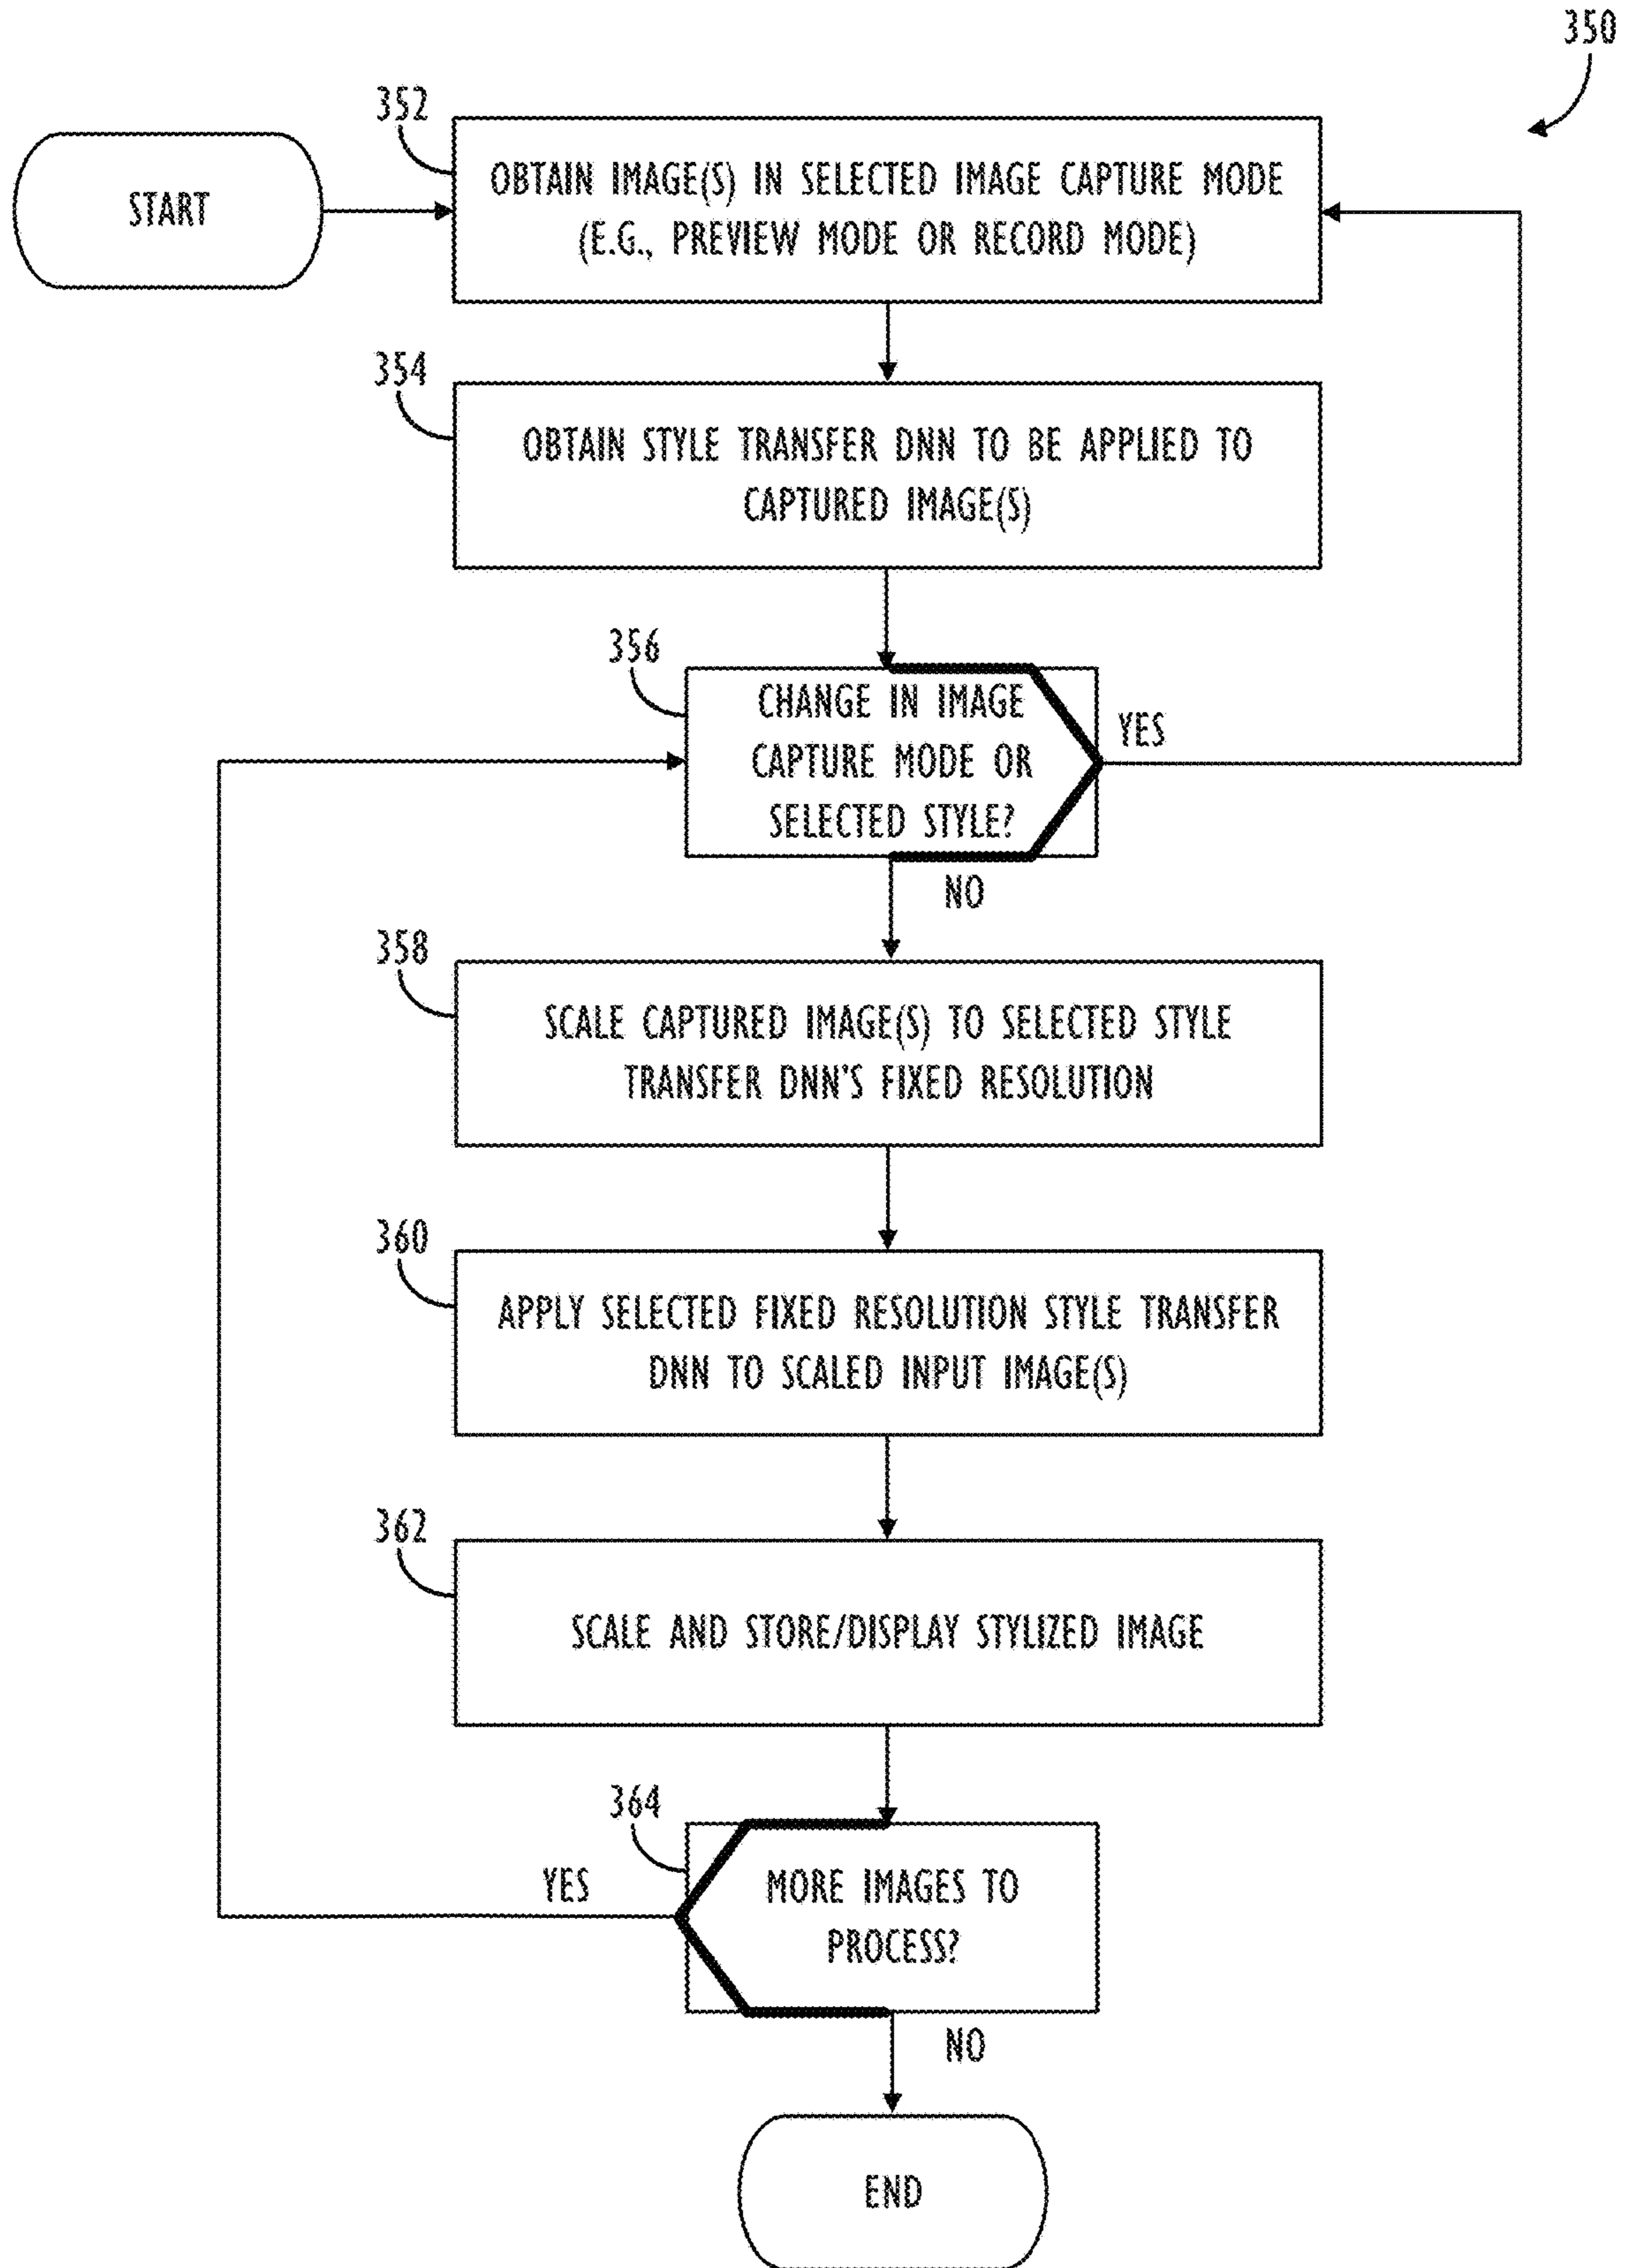 350
352
START
OBTAIN IMAGE(S) IN SELECTED IMAGE CAPTURE MODE
(E.G., PREVIEW MODE OR RECORD MODE)
354
OBTAIN STYLE TRANSFER DNN TO BE APPLIED TO
CAPTURED IMAGE(S)
356
CHANGE IN IMAGE
CAPTURE MODE OR
SELECTED STYLE?
YES
NO
358
SCALE CAPTURED IMAGE(S) TO SELECTED STYLE
TRANSFER DNN'S FIXED RESOLUTION
360
APPLY SELECTED FIXED RESOLUTION STYLE TRANSFER
DNN TO SCALED INPUT IMAGE(S)
362
SCALE AND STORE/DISPLAY STYLIZED IMAGE
364
YES
MORE IMAGES TO
PROCESS?
NO
END